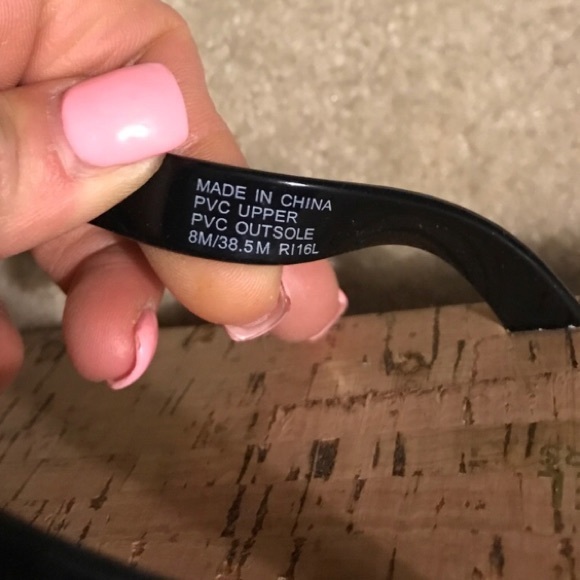 MADE IN CHINA
PVC UPPER
PVC OUTSOLE
8M/38.5M RI16L